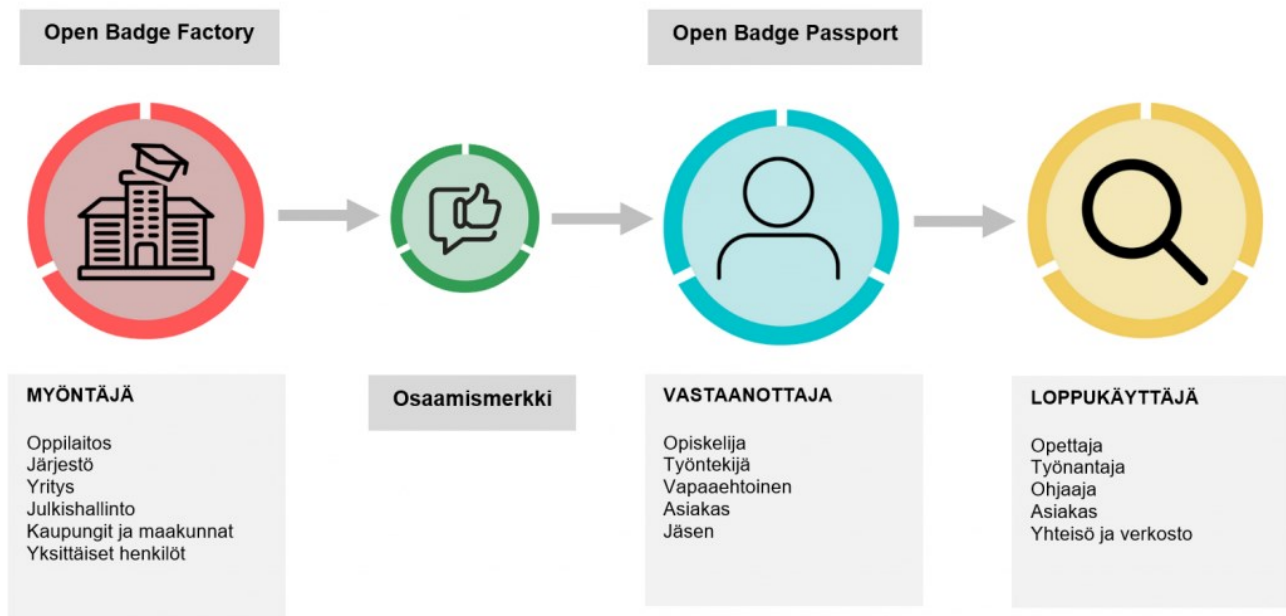 Open Badge Factory
Open Badge Passport
MYÖNTÄJÄ
Oppilaitos
Järjestö
Yritys
Julkishallinto
Kaupungit ja maakunnat
Yksittäiset henkilöt
Osaamismerkki
VASTAANOTTAJA
Opiskelija
Työntekijä
Vapaaehtoinen
Asiakas
Jäsen
LOPPUKÄYTTÄJÄ
Opettaja
Työnantaja
Ohjaaja
Asiakas
Yhteisö ja verkosto